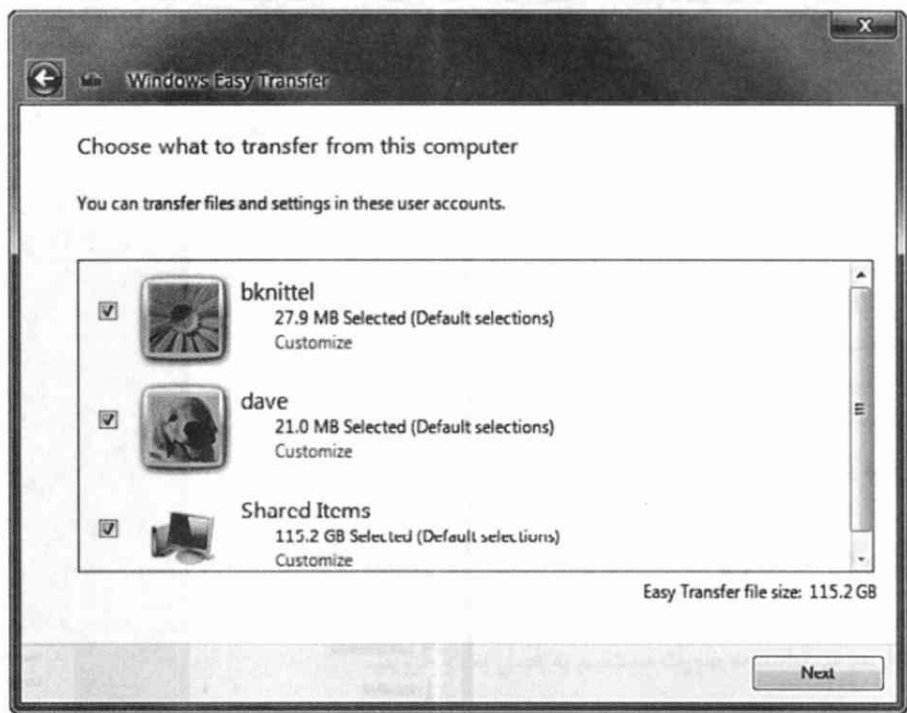 X
Windows Easy Transfer
Choose what to transfer from this computer
You can transfer files and settings in these user accounts.
bknittel
27.9 MB Selected (Default selections)
Customize
dave
21.0 MB Selected (Default selections)
Customize
Shared Items
115.2 GB Selected (Default selections)
Customize
Easy Transfer file size: 115.2 GB
Next